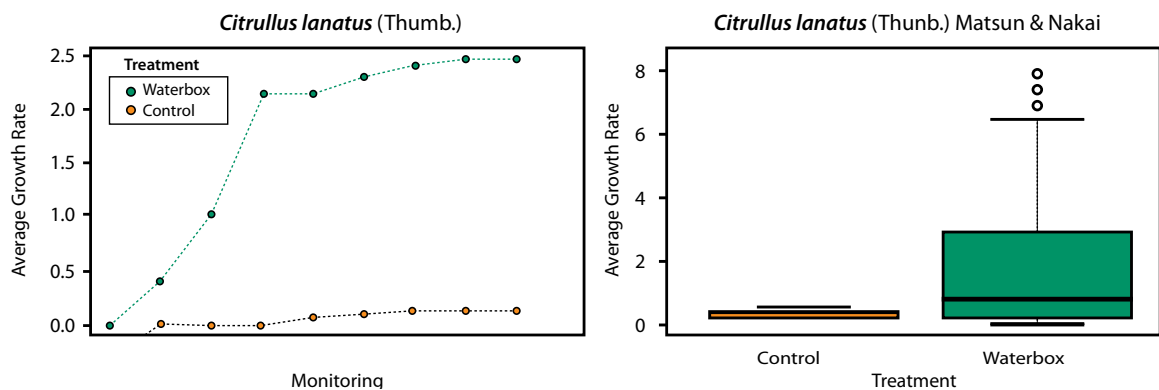 Citrullus lanatus (Thumb.)
Average Growth Rate
2.5
2.0
1.5
1.0
0.5
0.0
Treatment
Waterbox
Control
Monitoring
Citrullus lanatus (Thunb.) Matsun & Nakai
Average Growth Rate
8
6
4
2
0
Control Waterbox
Treatment